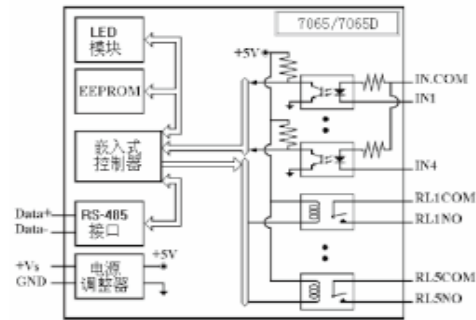 7065/7065D
LED
模块
+5V
EEPROM
IN.COM
IN1
嵌入式
控制器
IN4
RL1COM
RL1NO
Data+
Data-
RS-485
接口
+Vs
GND
电源
调整器
+5V
RL5COM
RL5NO